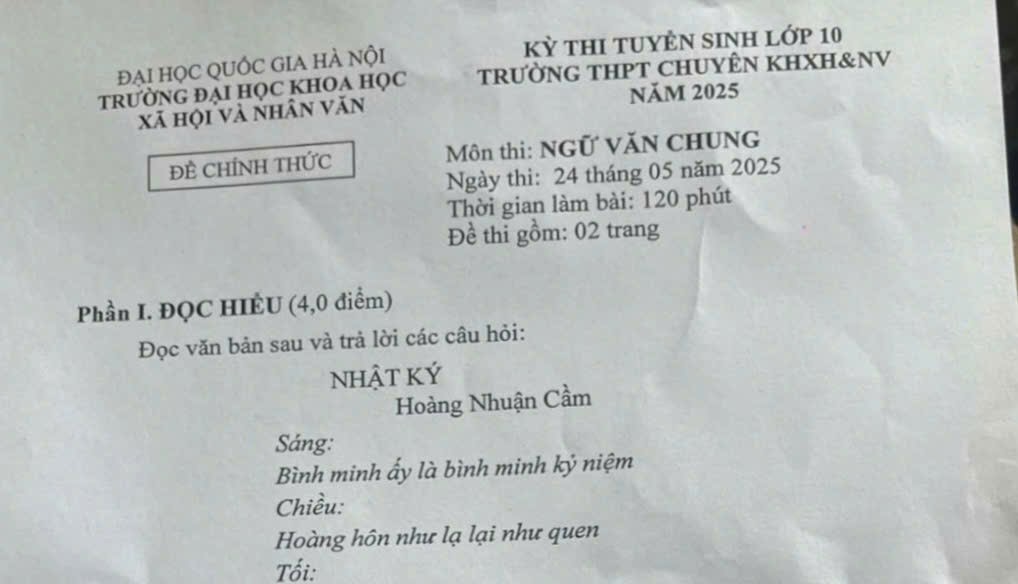 ĐẠI HỌC QUỐC GIA HÀ NỘI
TRƯỜNG ĐẠI HỌC KHOA HỌC
XÃ HỘI VÀ NHÂN VĂN
ĐỀ CHÍNH THỨC
KỲ THI TUYỂN SINH LỚP 10
TRƯỜNG THPT CHUYÊN KHXH&NV
NĂM 2025
Môn thi: NGỮ VĂN CHUNG
Ngày thi: 24 tháng 05 năm 2025
Thời gian làm bài: 120 phút
Đề thi gồm: 02 trang
Phần I. ĐỌC HIỂU (4,0 điểm)
Đọc văn bản sau và trả lời các câu hỏi:
NHẬT KÝ
Hoàng Nhuận Cầm
Sáng:
Bình minh ấy là bình minh kỷ niệm
Chiều:
Hoàng hôn như lạ lại như quen
Tối: